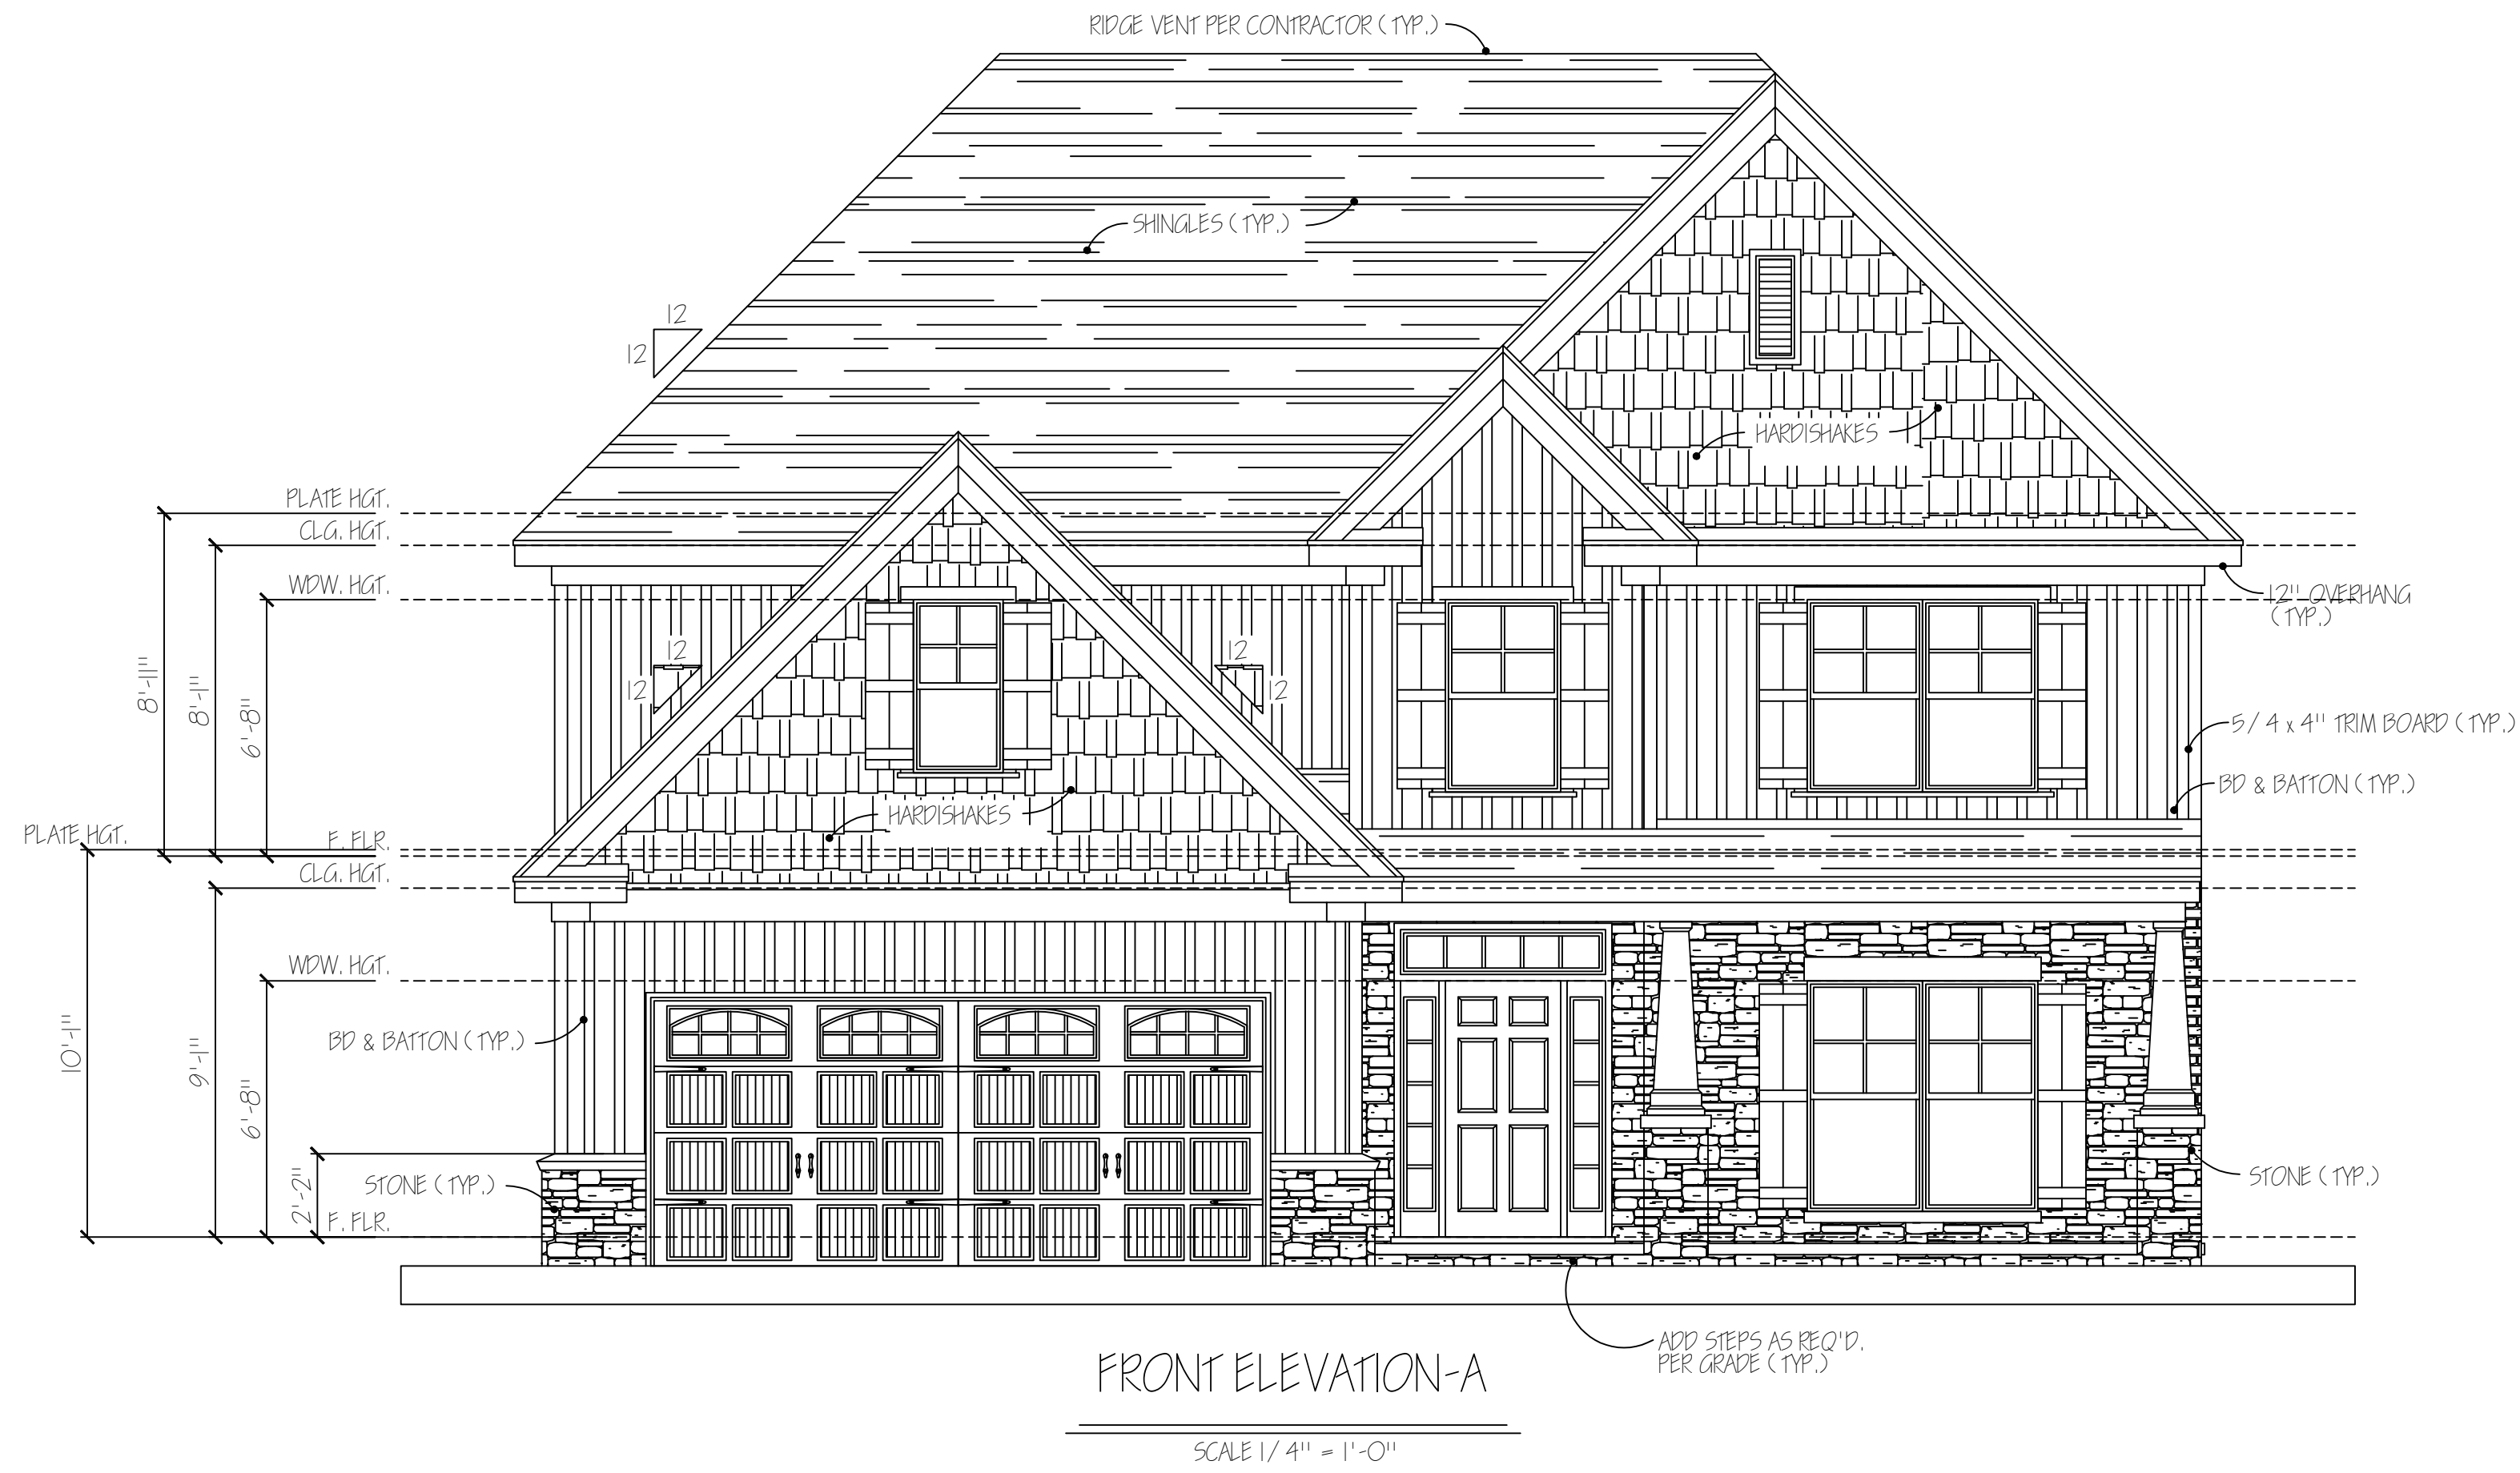 RIDGE VENT PER CONTRACTOR (TYP.)
SHINGLES (TYP.)
12
12
HARDISHAKES
PLATE HGT.
CLG. HGT.
WDW. HGT.
12" OVERHANG
(TYP.)
8'-11"
8'-1"
6'-8"
12
12
12
12
5/4 x 4" TRIM BOARD (TYP.)
BD & BATTON (TYP.)
HARDISHAKES
PLATE HGT.
F. FLR.
CLG. HGT.
WDW. HGT.
10'-1"
9'-1"
6'-8"
BD & BATTON (TYP.)
STONE (TYP.)
STONE (TYP.)
2'-2"
F. FLR.
ADD STEPS AS REQ'D.
PER GRADE (TYP.)
FRONT ELEVATION-A
SCALE 1/4" = 1'-0"